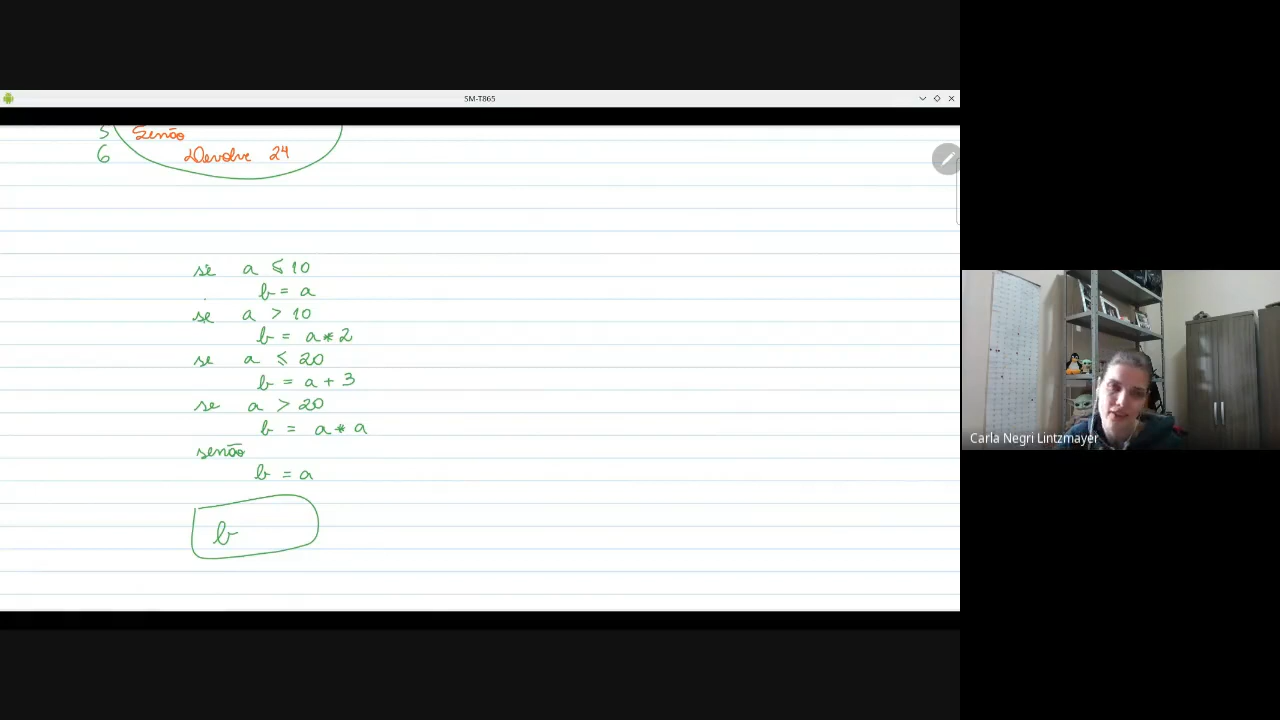 SM-T865
5 Senão
6 Devolve 24
se a ≤ 10
b = a
se a > 10
b = a * 2
se a ≤ 20
b = a + 3
se a > 20
b = a * a
senão
b = a
b
Carla Negri Lintzmayer